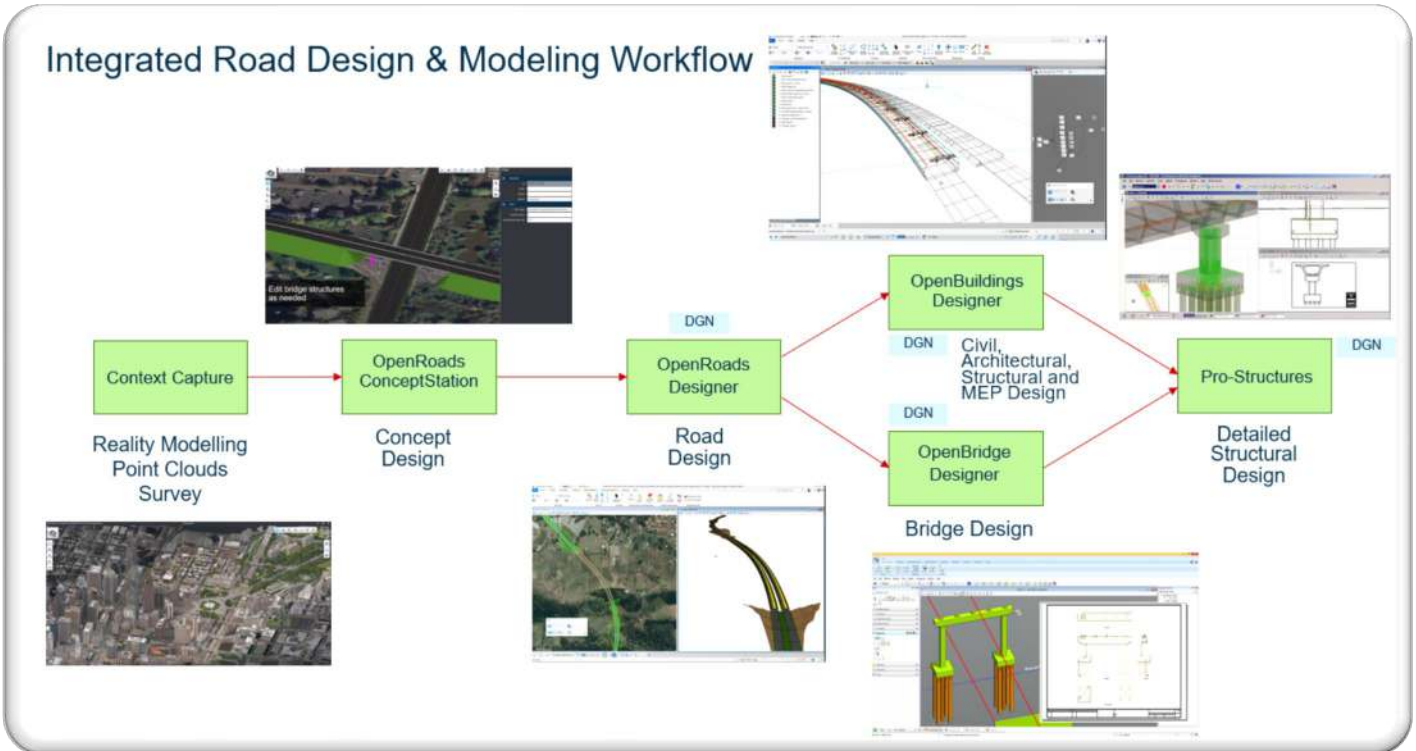 Integrated Road Design & Modeling Workflow
Edit bridge structures
as needed
DGN
OpenBuildings
Designer
DGN
Civil,
Architectural,
Structural and
MEP Design
Context Capture
OpenRoads
ConceptStation
OpenRoads
Designer
Pro-Structures
DGN
Reality Modelling
Point Clouds
Survey
Concept
Design
Road
Design
DGN
OpenBridge
Designer
Bridge Design
Detailed
Structural
Design